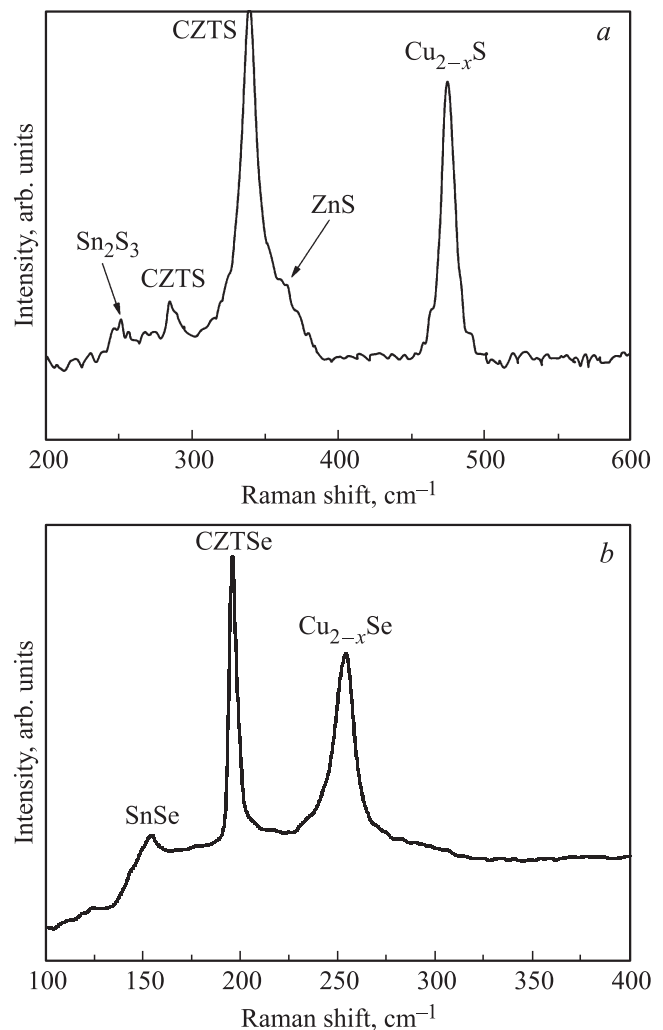 CZTS
a
Cu₂₋ₓS
ZnS
Sn₂S₃
CZTS
Intensity, arb. units
200 300 400 500 600
Raman shift, cm⁻¹
CZTSe
b
Cu₂₋ₓSe
SnSe
Intensity, arb. units
100 150 200 250 300 350 400
Raman shift, cm⁻¹